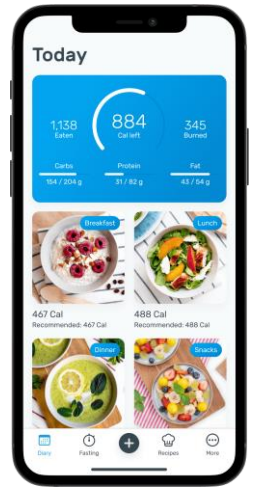 Today
1,138 884 345
Eaten Cal left Burned
Carbs Protein Fat
154 / 204 g 31 / 82 g 43 / 54 g
Breakfast Lunch
467 Cal 488 Cal
Recommended: 467 Cal Recommended: 488 Cal
Dinner Snacks
Diary Fasting Recipes More